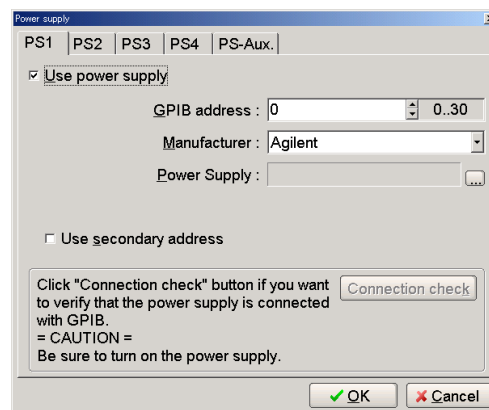 Power supply
PS1 PS2 PS3 PS4 PS-Aux.
Use power supply
GPIB address : 0 0..30
Manufacturer : Agilent
Power Supply : ...
Use secondary address
Click "Connection check" button if you want
to verify that the power supply is connected
with GPIB.
= CAUTION =
Be sure to turn on the power supply.
Connection check
OK Cancel